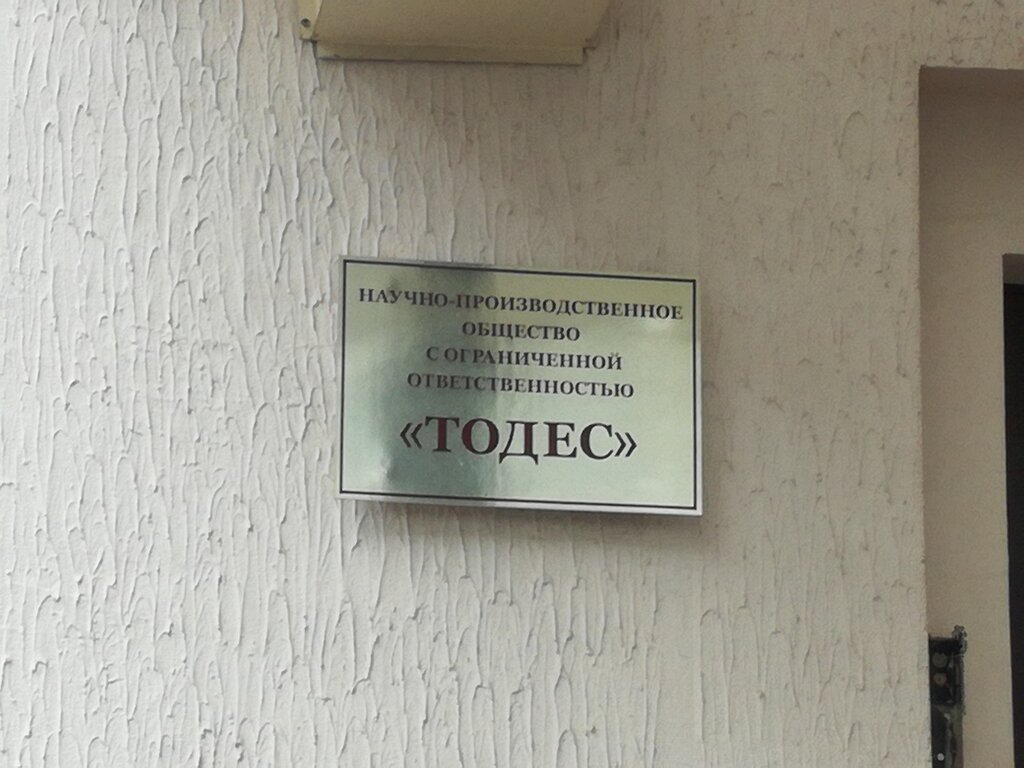 НАУЧНО-ПРОИЗВОДСТВЕННОЕ
ОБЩЕСТВО
С ОГРАНИЧЕННОЙ
ОТВЕТСТВЕННОСТЬЮ
«ТОДЕС»